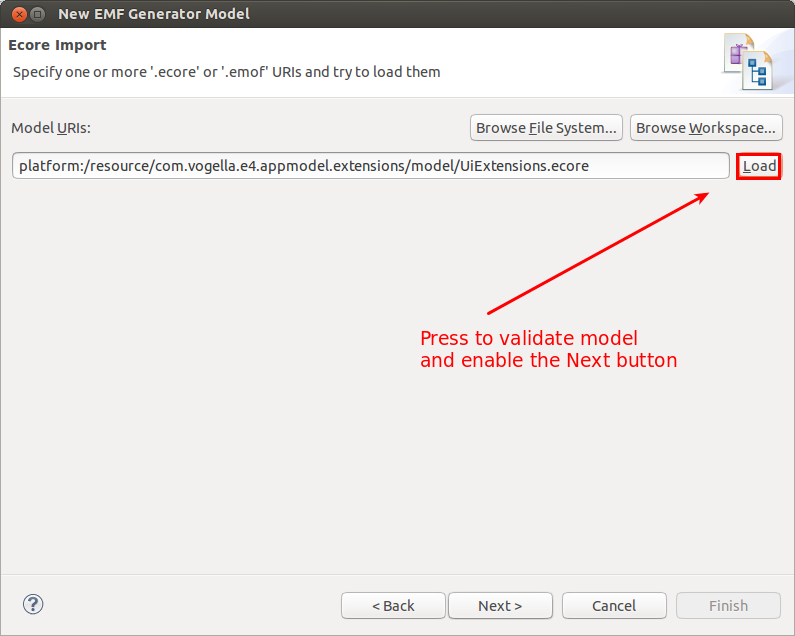 New EMF Generator Model
Ecore Import
Specify one or more '.ecore' or '.emof' URIs and try to load them
Model URIs:
Browse File System...
Browse Workspace...
platform:/resource/com.vogella.e4.appmodel.extensions/model/UiExtensions.ecore
Load
Press to validate model
and enable the Next button
?
< Back
Next >
Cancel
Finish